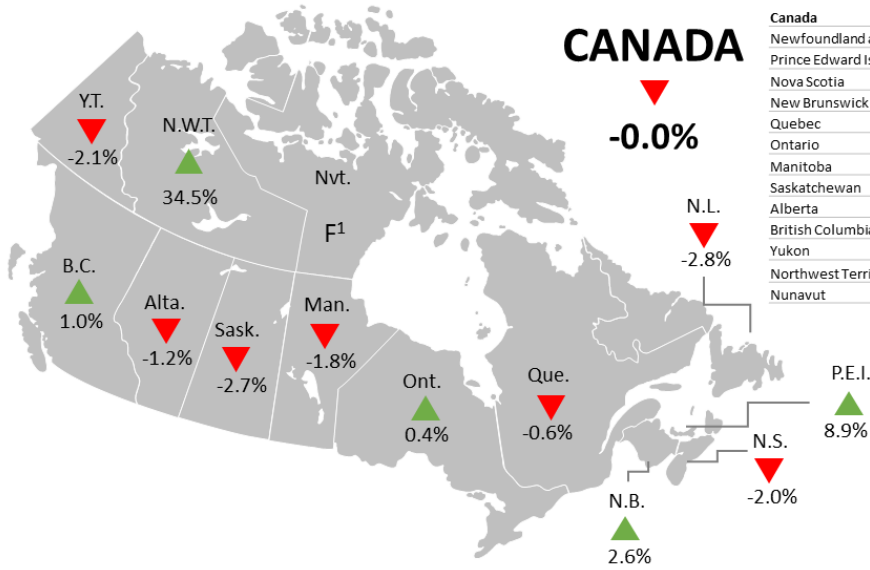 CANADA
-0.0%
Canada
Newfoundland a
Prince Edward Is
Nova Scotia
New Brunswick
Quebec
Ontario
Manitoba
Saskatchewan
Alberta
British Columbia
Yukon
Northwest Terri
Nunavut
Y.T.
-2.1%
N.W.T.
34.5%
Nvt.
F¹
B.C.
1.0%
Alta.
-1.2%
Sask.
-2.7%
Man.
-1.8%
Ont.
0.4%
Que.
-0.6%
N.L.
-2.8%
P.E.I.
8.9%
N.S.
-2.0%
N.B.
2.6%